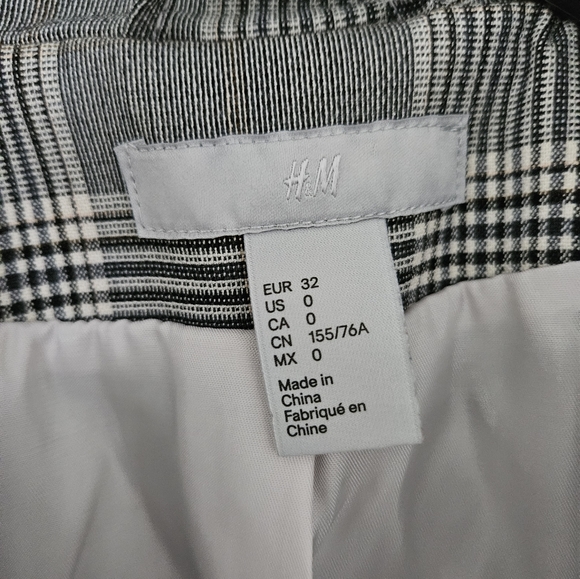 H&M
EUR 32
US 0
CA 0
CN 155/76A
MX 0
Made in
China
Fabriqué en
Chine